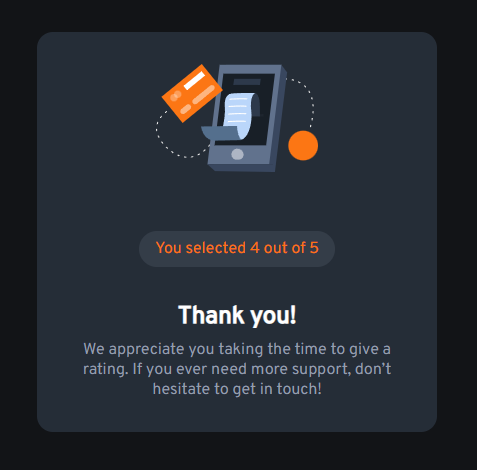 You selected 4 out of 5
Thank you!
We appreciate you taking the time to give a
rating. If you ever need more support, don’t
hesitate to get in touch!